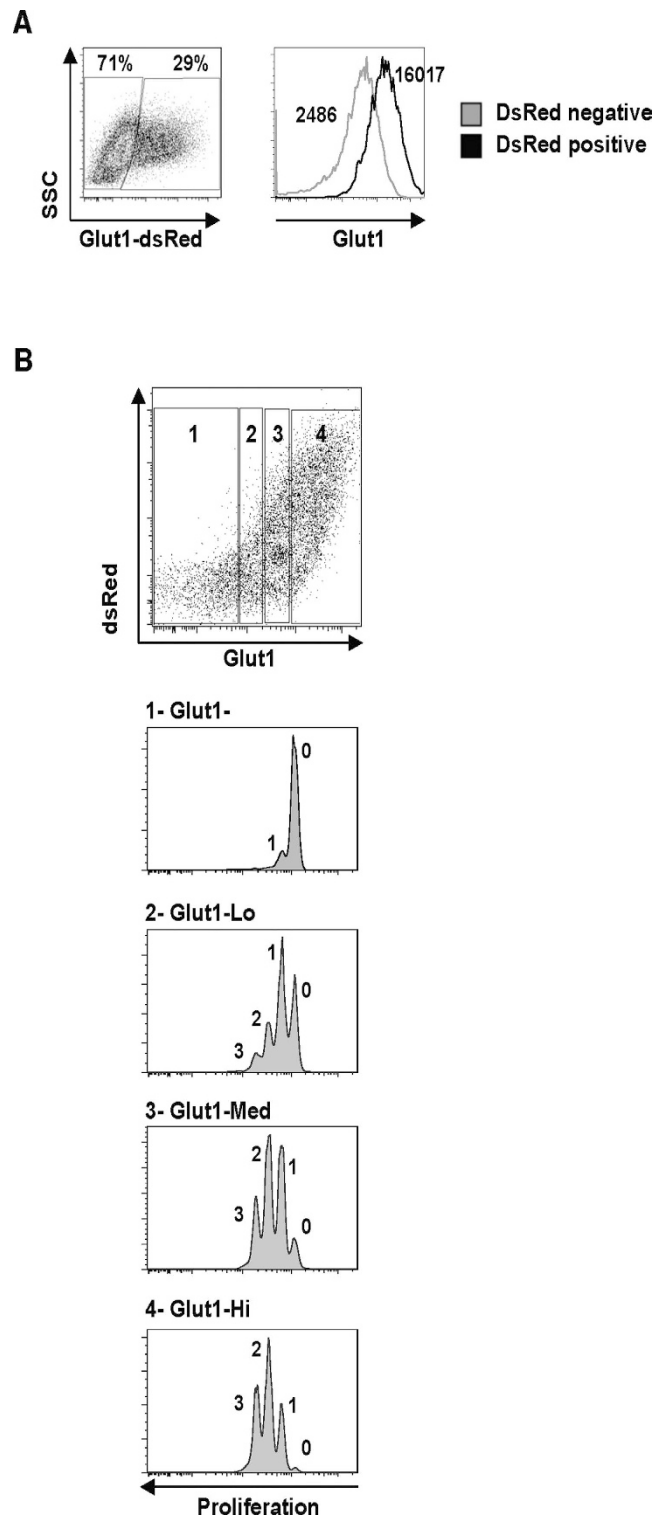 A
71% 29%
SSC
Glut1-dsRed
2486
16017
Glut1
DsRed negative
DsRed positive
B
1 2 3 4
dsRed
Glut1
1- Glut1-
0
1
2- Glut1-Lo
1
0
2
3
3- Glut1-Med
2
1
3
0
4- Glut1-Hi
2
3
1
0
Proliferation